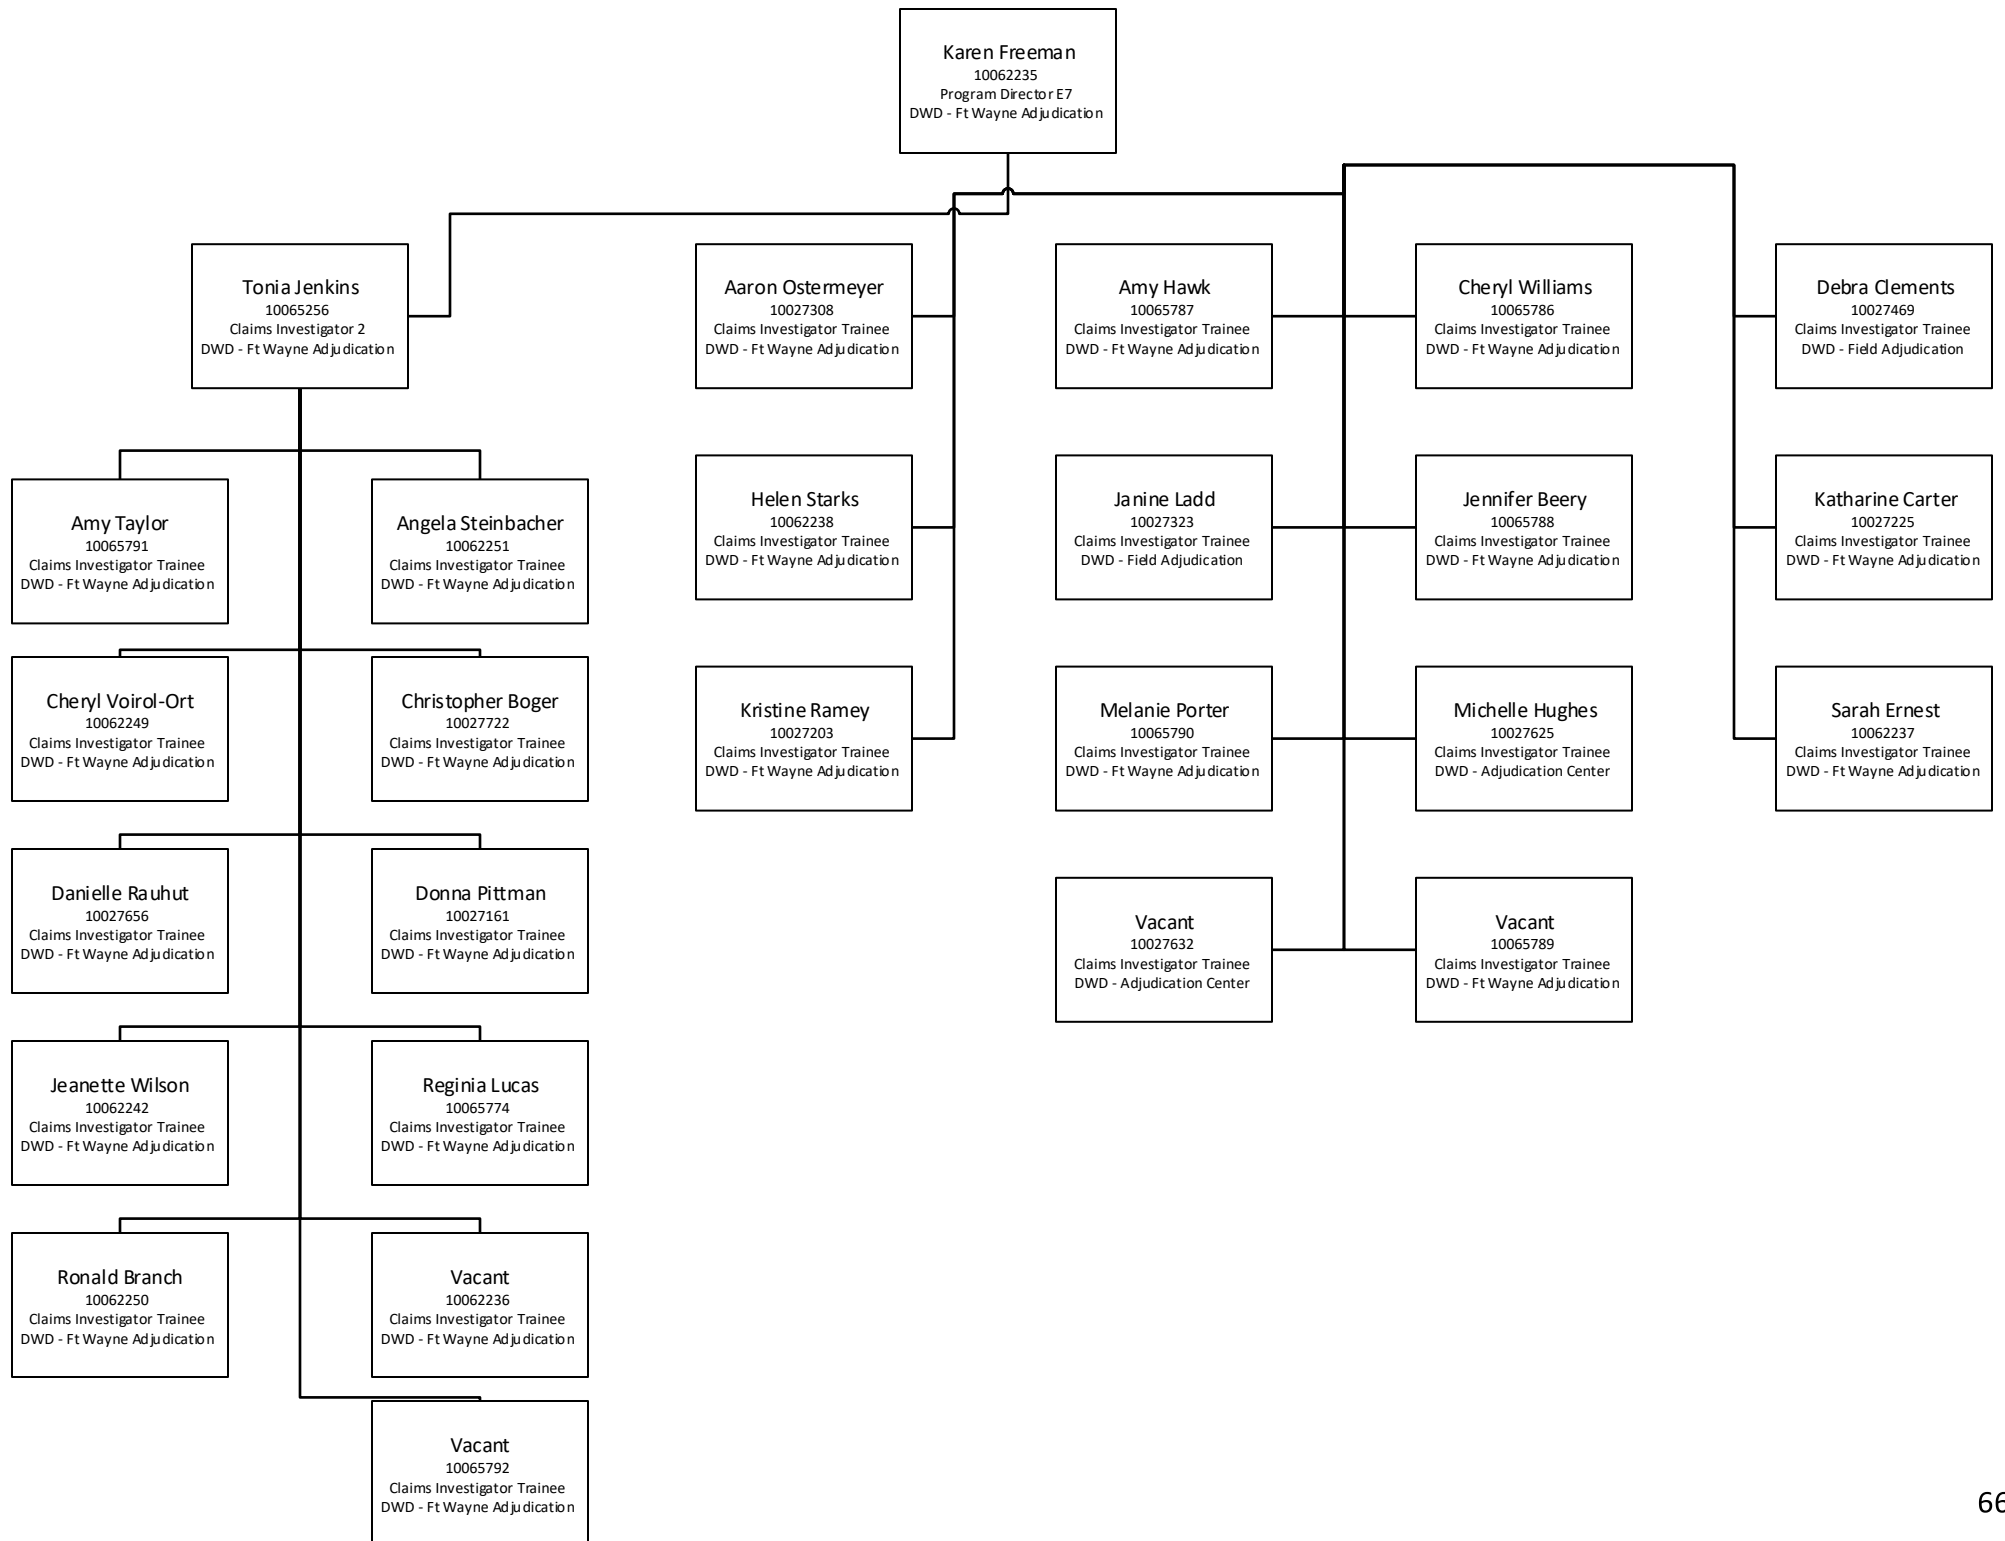 Karen Freeman
10062235
Program Director E7
DWD - Ft Wayne Adjudication
Tonia Jenkins
10065256
Claims Investigator 2
DWD - Ft Wayne Adjudication
Aaron Ostermeyer
10027308
Claims Investigator Trainee
DWD - Ft Wayne Adjudication
Amy Hawk
10065787
Claims Investigator Trainee
DWD - Ft Wayne Adjudication
Cheryl Williams
10065786
Claims Investigator Trainee
DWD - Ft Wayne Adjudication
Debra Clements
10027469
Claims Investigator Trainee
DWD - Field Adjudication
Helen Starks
10062238
Claims Investigator Trainee
DWD - Ft Wayne Adjudication
Janine Ladd
10027323
Claims Investigator Trainee
DWD - Field Adjudication
Jennifer Beery
10065788
Claims Investigator Trainee
DWD - Ft Wayne Adjudication
Katharine Carter
10027225
Claims Investigator Trainee
DWD - Ft Wayne Adjudication
Kristine Ramey
10027203
Claims Investigator Trainee
DWD - Ft Wayne Adjudication
Melanie Porter
10065790
Claims Investigator Trainee
DWD - Ft Wayne Adjudication
Michelle Hughes
10027625
Claims Investigator Trainee
DWD - Adjudication Center
Sarah Ernest
10062237
Claims Investigator Trainee
DWD - Ft Wayne Adjudication
Vacant
10027632
Claims Investigator Trainee
DWD - Adjudication Center
Vacant
10065789
Claims Investigator Trainee
DWD - Ft Wayne Adjudication
Amy Taylor
10065791
Claims Investigator Trainee
DWD - Ft Wayne Adjudication
Angela Steinbacher
10062251
Claims Investigator Trainee
DWD - Ft Wayne Adjudication
Cheryl Voirol-Ort
10062249
Claims Investigator Trainee
DWD - Ft Wayne Adjudication
Christopher Boger
10027722
Claims Investigator Trainee
DWD - Ft Wayne Adjudication
Danielle Rauhut
10027656
Claims Investigator Trainee
DWD - Ft Wayne Adjudication
Donna Pittman
10027161
Claims Investigator Trainee
DWD - Ft Wayne Adjudication
Jeanette Wilson
10062242
Claims Investigator Trainee
DWD - Ft Wayne Adjudication
Reginia Lucas
10065774
Claims Investigator Trainee
DWD - Ft Wayne Adjudication
Ronald Branch
10062250
Claims Investigator Trainee
DWD - Ft Wayne Adjudication
Vacant
10062236
Claims Investigator Trainee
DWD - Ft Wayne Adjudication
Vacant
10065792
Claims Investigator Trainee
DWD - Ft Wayne Adjudication
66